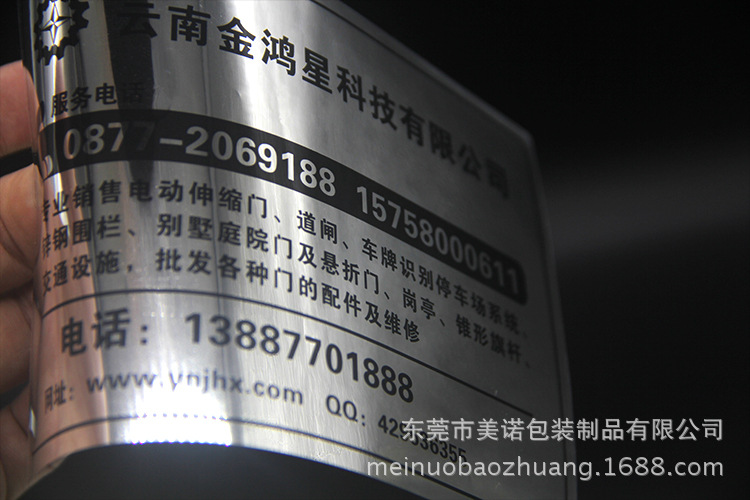 云南金鸿星科技有限公司
服务电话:
0877-2069188 15758000611
专业销售电动伸缩门、道闸、车牌识别停车场系统、
锌钢围栏、别墅庭院门及悬折门、岗亭、锥形旗杆、
交通设施，批发各种门的配件及维修
电话：13887701888
网址：www.ynjhx.com QQ：
东莞市美诺包装制品有限公司
meinuobaozhuang.1688.com